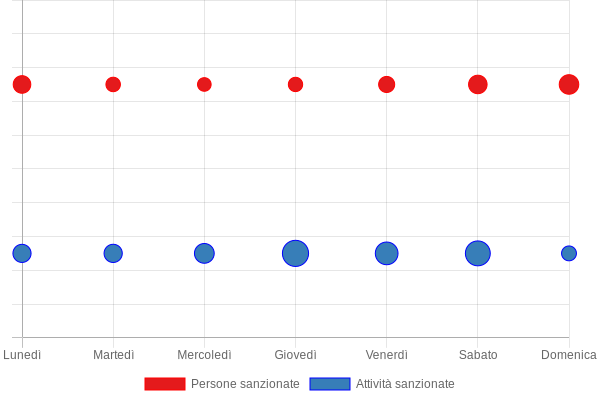 Lunedì Martedì Mercoledì Giovedì Venerdì Sabato Domenica
Persone sanzionate Attività sanzionate